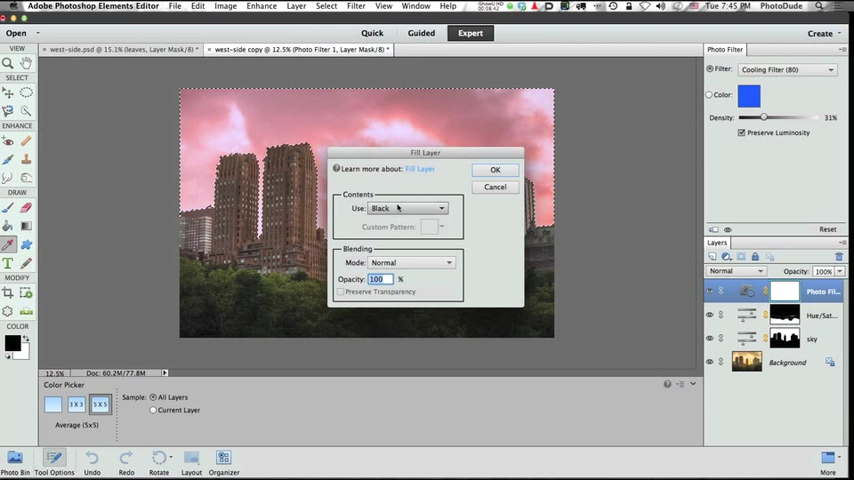 Adobe Photoshop Elements Editor File Edit Image Enhance Layer Select Filter View Window Help Tue 7:45 PM PhotoDude
Open Quick Guided Expert Create
VIEW × west-side.psd @ 15.1% (leaves, Layer Mask/8) * × west-side copy @ 12.5% (Photo Filter 1, Layer Mask/8) * Photo Filter
Filter: Cooling Filter (80)
SELECT
Color:
Density: 31%
ENHANCE
Preserve Luminosity
Fill Layer
Learn more about: Fill Layer OK
Cancel
DRAW
Contents
Use: Black
Custom Pattern:
Reset
Layers
Blending
Mode: Normal
Normal Opacity: 100%
MODIFY
Opacity: 100 %
Preserve Transparency
Photo Fil...
Hue/Sat...
COLOR
sky
Background
12.5% Doc: 60.2M/77.8M
Color Picker
Sample: All Layers
3 X 3 5 X 5
Current Layer
Average (5x5)
Photo Bin Tool Options Undo Redo Rotate Layout Organizer More